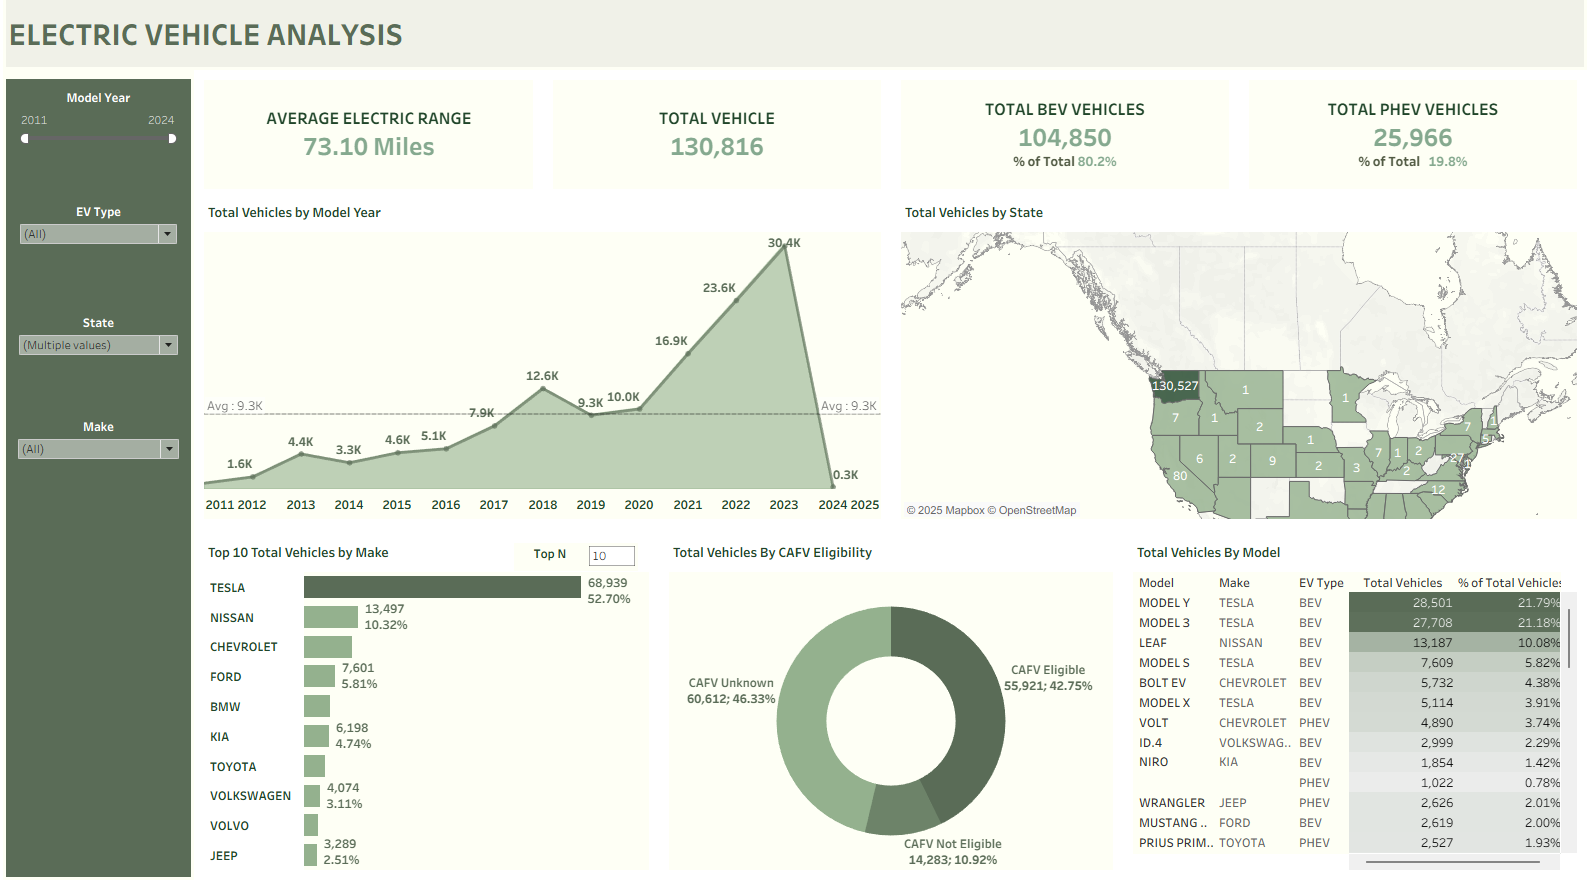 ELECTRIC VEHICLE ANALYSIS
Model Year
2011 2024
EV Type
(All)
State
(Multiple values)
Make
(All)
AVERAGE ELECTRIC RANGE
73.10 Miles
TOTAL VEHICLE
130,816
TOTAL BEV VEHICLES
104,850
% of Total 80.2%
TOTAL PHEV VEHICLES
25,966
% of Total 19.8%
Total Vehicles by Model Year
30.4K
23.6K
16.9K
12.6K
10.0K
9.3K
7.9K
Avg : 9.3K
Avg : 9.3K
5.1K
4.6K
3.3K
4.4K
1.6K
0.3K
2011 2012 2013 2014 2015 2016 2017 2018 2019 2020 2021 2022 2023 2024 2025
Total Vehicles by State
130,527
1
1
7
1
2
7
1
5
1
6
2
9
2
3
7
1
2
27
1
2
80
12
© 2025 Mapbox © OpenStreetMap
Top 10 Total Vehicles by Make
Top N 10
TESLA 68,939
52.70%
NISSAN 13,497
10.32%
CHEVROLET
FORD 7,601
5.81%
BMW
KIA 6,198
4.74%
TOYOTA
VOLKSWAGEN 4,074
3.11%
VOLVO
JEEP 3,289
2.51%
Total Vehicles By CAFV Eligibility
CAFV Eligible
55,921; 42.75%
CAFV Unknown
60,612; 46.33%
CAFV Not Eligible
14,283; 10.92%
Total Vehicles By Model
Model Make EV Type Total Vehicles % of Total Vehicles
MODEL Y TESLA BEV 28,501 21.79%
MODEL 3 TESLA BEV 27,708 21.18%
LEAF NISSAN BEV 13,187 10.08%
MODEL S TESLA BEV 7,609 5.82%
BOLT EV CHEVROLET BEV 5,732 4.38%
MODEL X TESLA BEV 5,114 3.91%
VOLT CHEVROLET PHEV 4,890 3.74%
ID.4 VOLKSWAG.. BEV 2,999 2.29%
NIRO KIA BEV 1,854 1.42%
PHEV 1,022 0.78%
WRANGLER JEEP PHEV 2,626 2.01%
MUSTANG .. FORD BEV 2,619 2.00%
PRIUS PRIM.. TOYOTA PHEV 2,527 1.93%